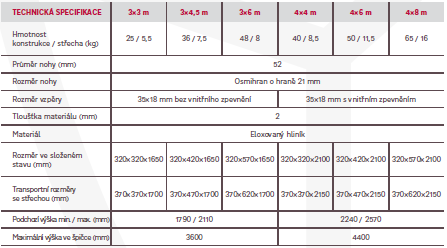 TECHNICKÁ SPECIFIKACE 3×3 m 3×4,5 m 3×6 m 4×4 m 4×6 m 4×8 m
Hmotnost
konstrukce / střecha (kg) 25 / 5,5 36 / 7,5 48 / 8 40 / 8,5 50 / 11,5 65 / 16
Průměr nohy (mm) 52
Rozměr nohy Osmihran o hraně 21 mm
Rozměr vzpěry 35x18 mm bez vnitřního zpevnění 35x18 mm s vnitřním zpevněním
Tloušťka materiálu (mm) 2
Materiál Eloxovaný hliník
Rozměr ve složeném
stavu (mm) 320x320x1650 320x420x1650 320x570x1650 320x320x2100 320x420x2100 320x570x2100
Transportní rozměry
se střechou (mm) 370x370x1700 370x470x1700 370x620x1700 370x370x2150 370x470x2150 370x620x2150
Podchozí výška min. / max. (mm) 1790 / 2110 2240 / 2570
Maximální výška ve špičce (mm) 3600 4400